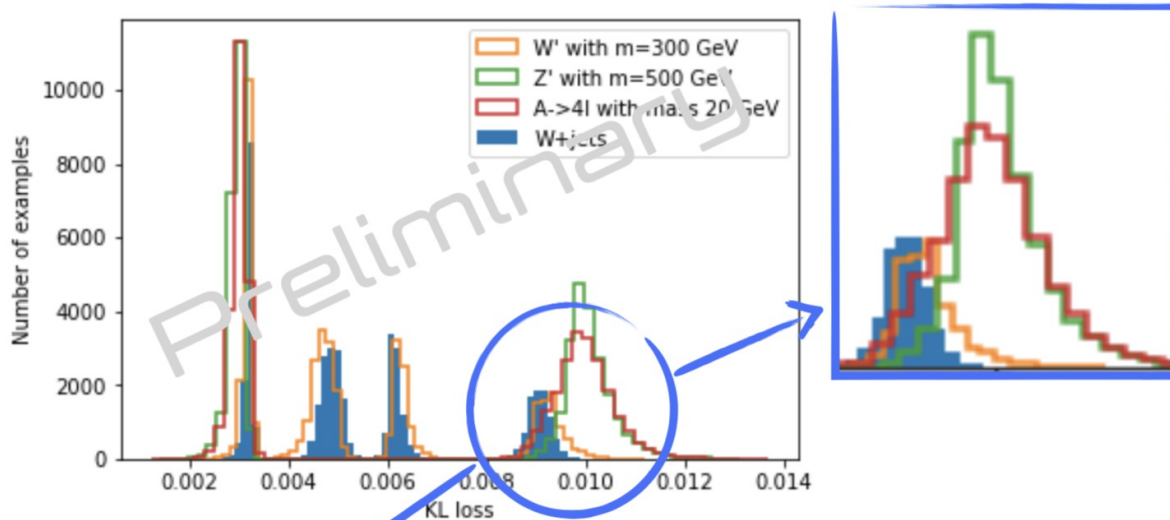 W' with m=300 GeV
Z' with m=500 GeV
A->4l with mass 20 GeV
W+jets
Preliminary
Number of examples
10000
8000
6000
4000
2000
0
0.002 0.004 0.006 0.008 0.010 0.012 0.014
KL loss